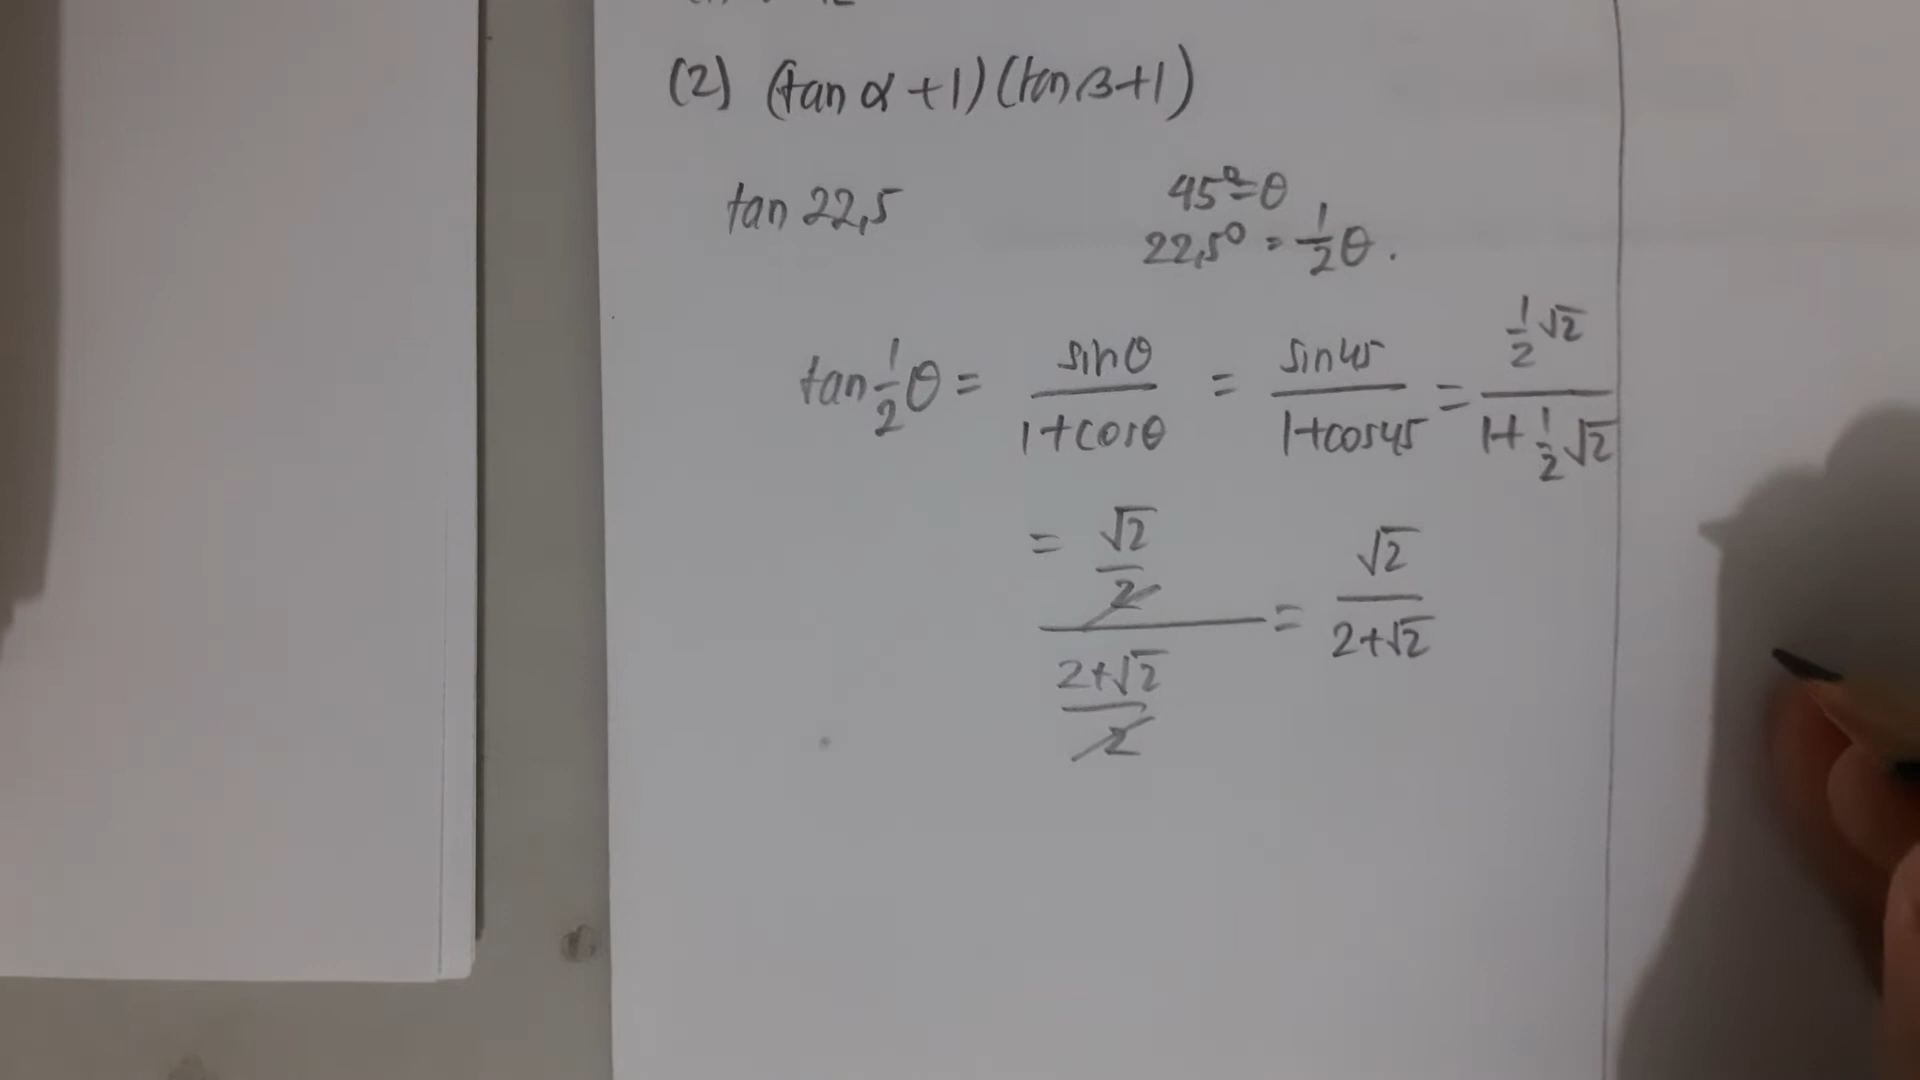 (2) (tan α + 1)(tan β + 1)
tan 22,5
45° = θ
22,5° = 1/2 θ.
tan 1/2 θ = sin θ / 1 + cos θ = sin 45 / 1 + cos 45 = 1/2 √2 / 1 + 1/2 √2
= √2/2 / 2+√2/2 = √2 / 2+√2